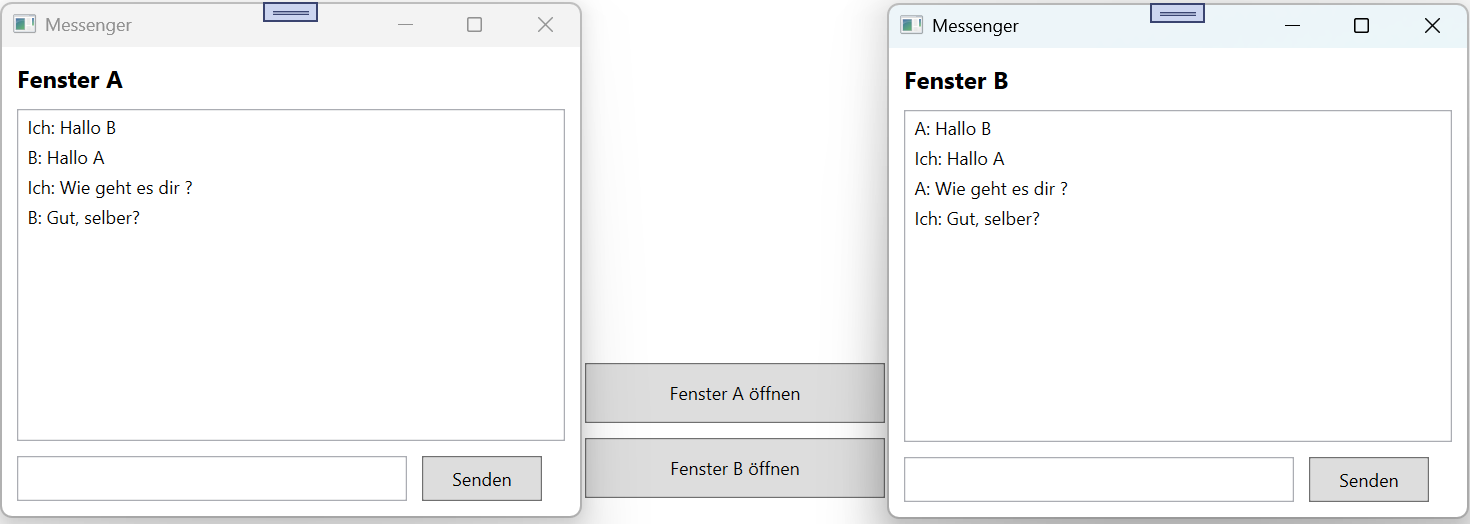 Messenger
Fenster A
Ich: Hallo B
B: Hallo A
Ich: Wie geht es dir ?
B: Gut, selber?
Senden
Fenster A öffnen
Fenster B öffnen
Messenger
Fenster B
A: Hallo B
Ich: Hallo A
A: Wie geht es dir ?
Ich: Gut, selber?
Senden